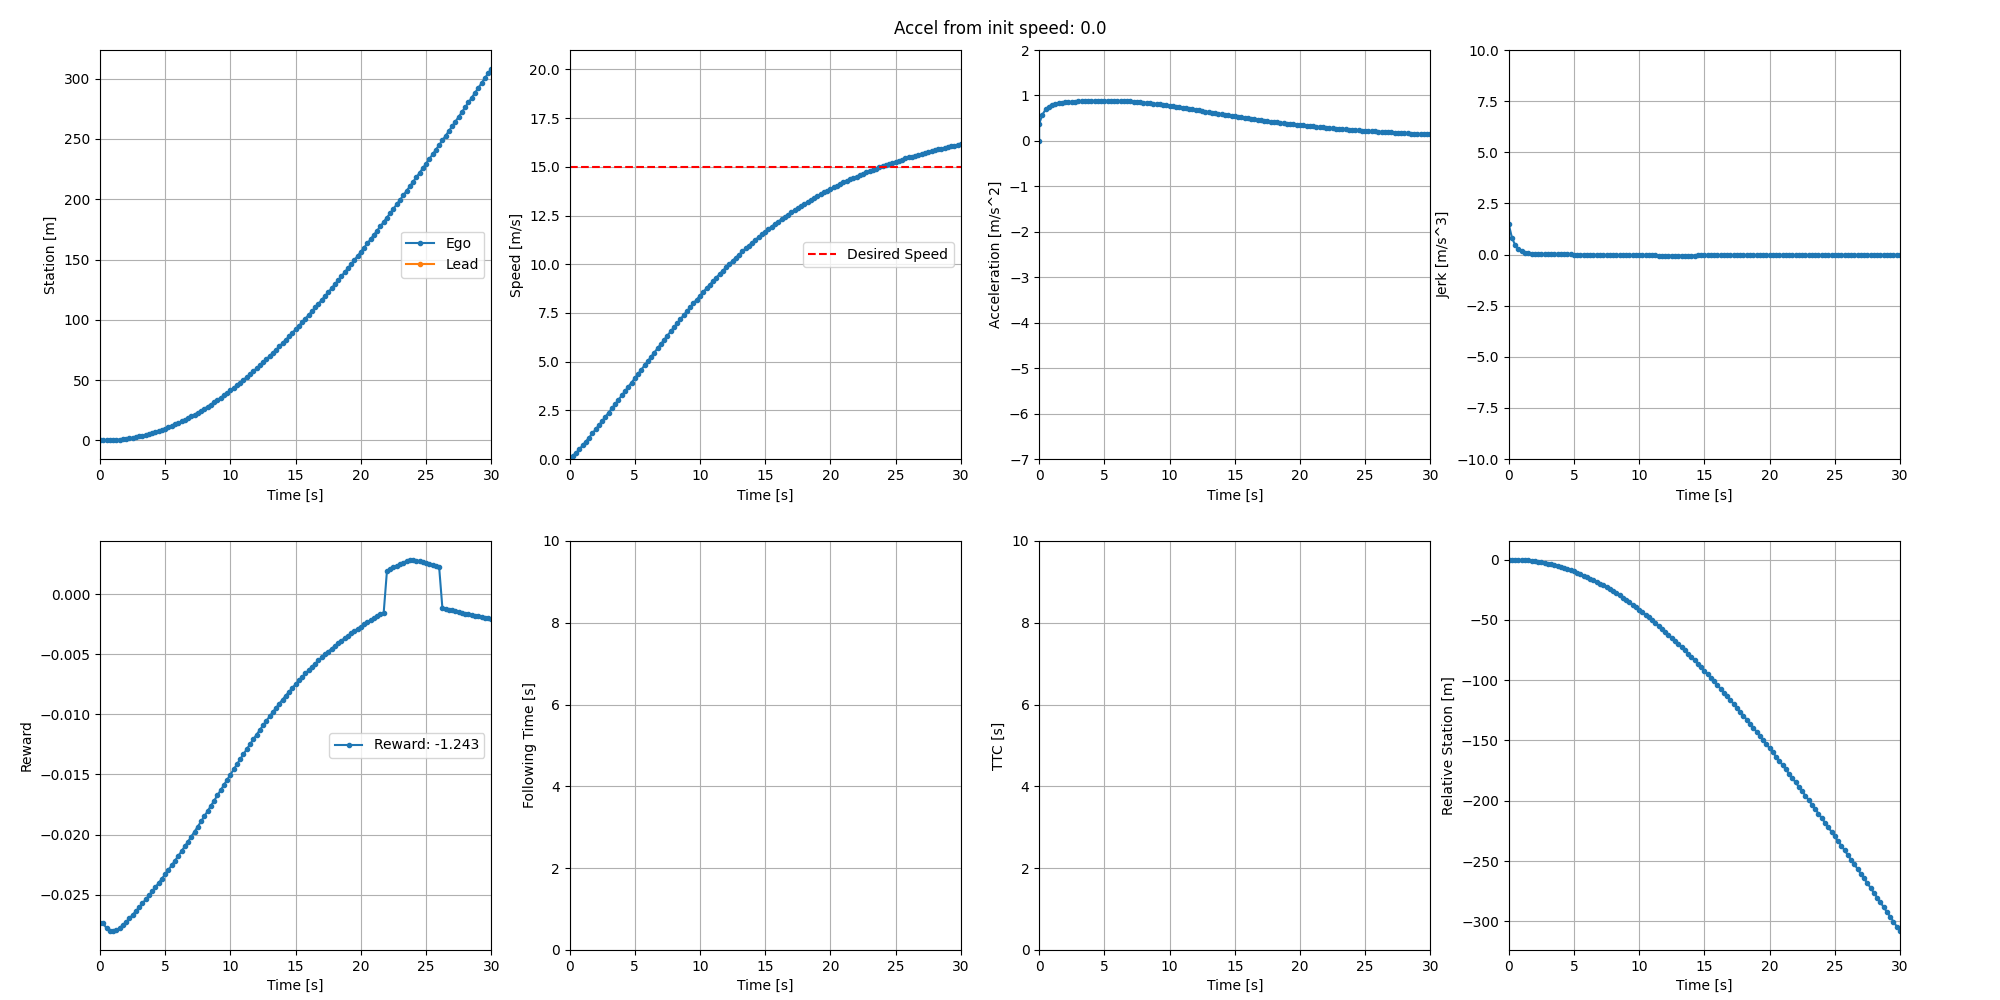 Accel from init speed: 0.0
Station [m]
300
250
200
150
100
50
0
Ego
Lead
0 5 10 15 20 25 30
Time [s]
Speed [m/s]
20.0
17.5
15.0
12.5
10.0
7.5
5.0
2.5
0.0
Desired Speed
0 5 10 15 20 25 30
Time [s]
Acceleration [m/s^2]
2
1
0
−1
−2
−3
−4
−5
−6
−7
0 5 10 15 20 25 30
Time [s]
Jerk [m/s^3]
10.0
7.5
5.0
2.5
0.0
−2.5
−5.0
−7.5
−10.0
0 5 10 15 20 25 30
Time [s]
Reward
0.000
−0.005
−0.010
−0.015
−0.020
−0.025
Reward: -1.243
0 5 10 15 20 25 30
Time [s]
Following Time [s]
10
8
6
4
2
0
0 5 10 15 20 25 30
Time [s]
TTC [s]
10
8
6
4
2
0
0 5 10 15 20 25 30
Time [s]
Relative Station [m]
0
−50
−100
−150
−200
−250
−300
0 5 10 15 20 25 30
Time [s]